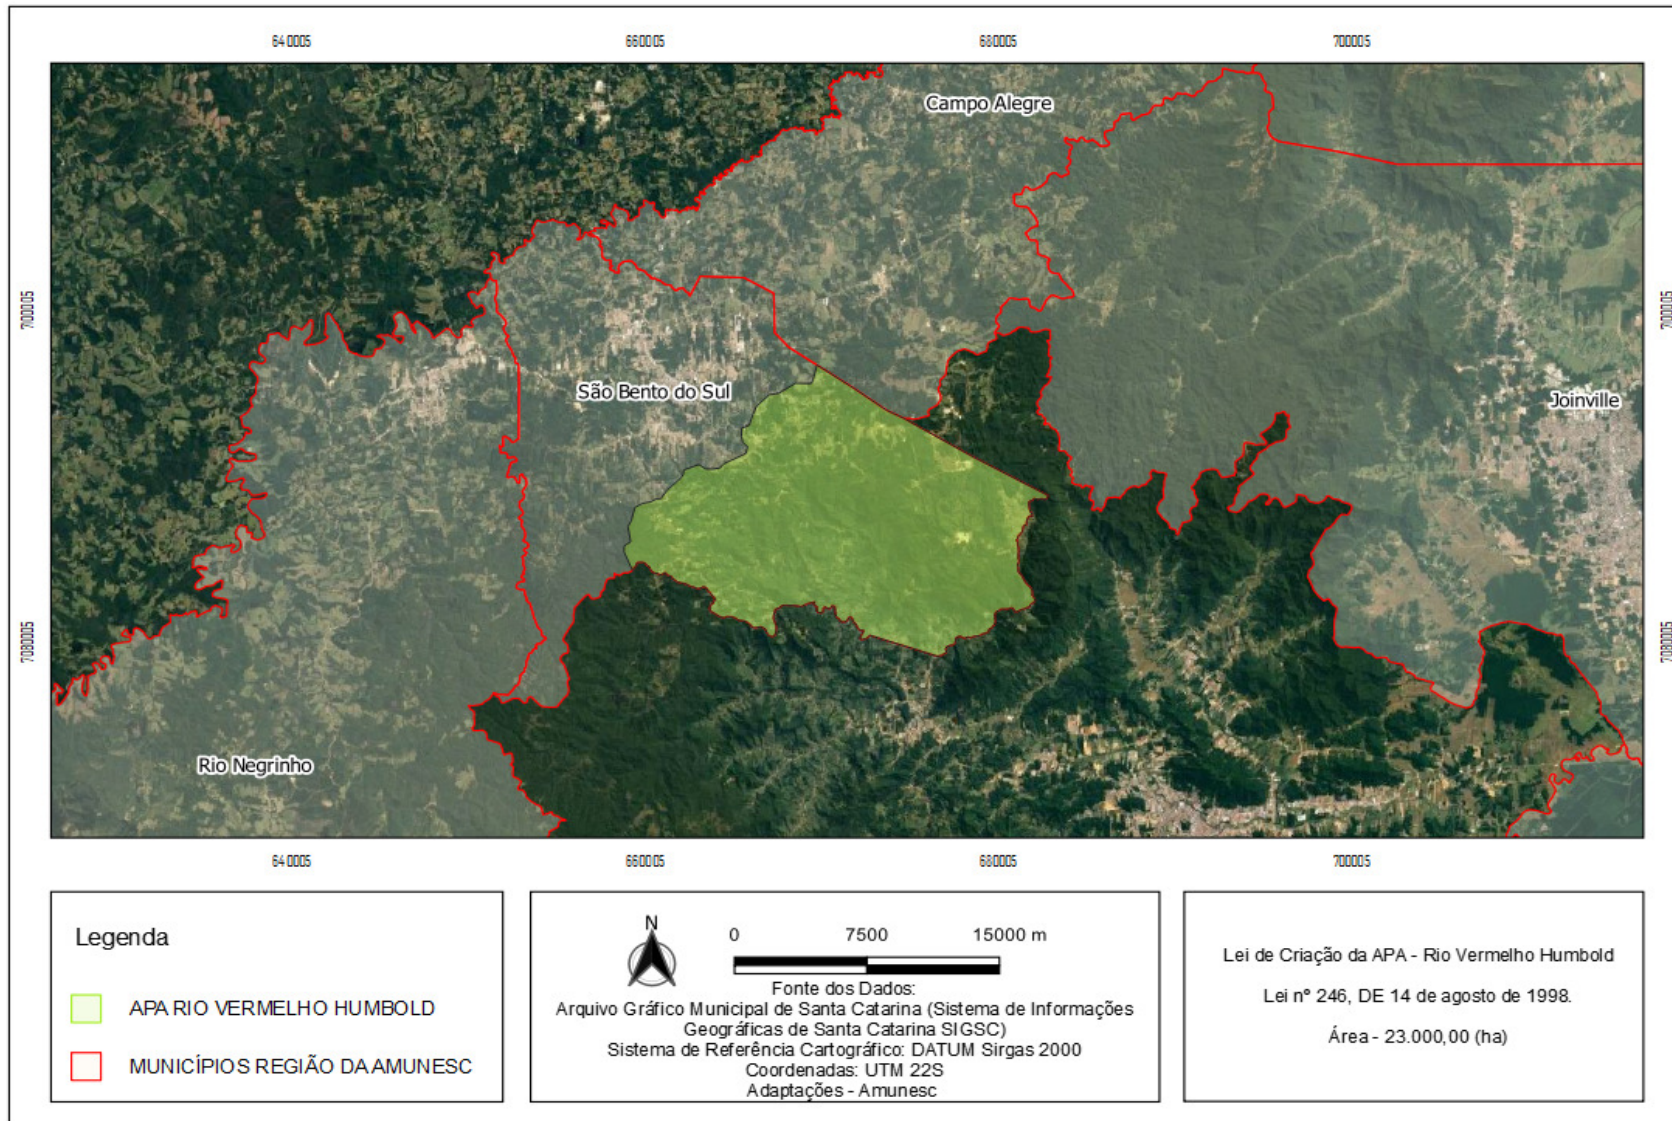 640005 660005 680005 700005
Campo Alegre
7100005 7100005
São Bento do Sul
Joinville
7080005 7080005
Rio Negrinho
640005 660005 680005 700005
Legenda
APA RIO VERMELHO HUMBOLD
MUNICÍPIOS REGIÃO DA AMUNESC
N
0 7500 15000 m
Fonte dos Dados:
Arquivo Gráfico Municipal de Santa Catarina (Sistema de Informações
Geográficas de Santa Catarina SIGSC)
Sistema de Referência Cartográfico: DATUM Sirgas 2000
Coordenadas: UTM 22S
Adaptações - Amunesc
Lei de Criação da APA - Rio Vermelho Humbold
Lei nº 246, DE 14 de agosto de 1998.
Área - 23.000,00 (ha)